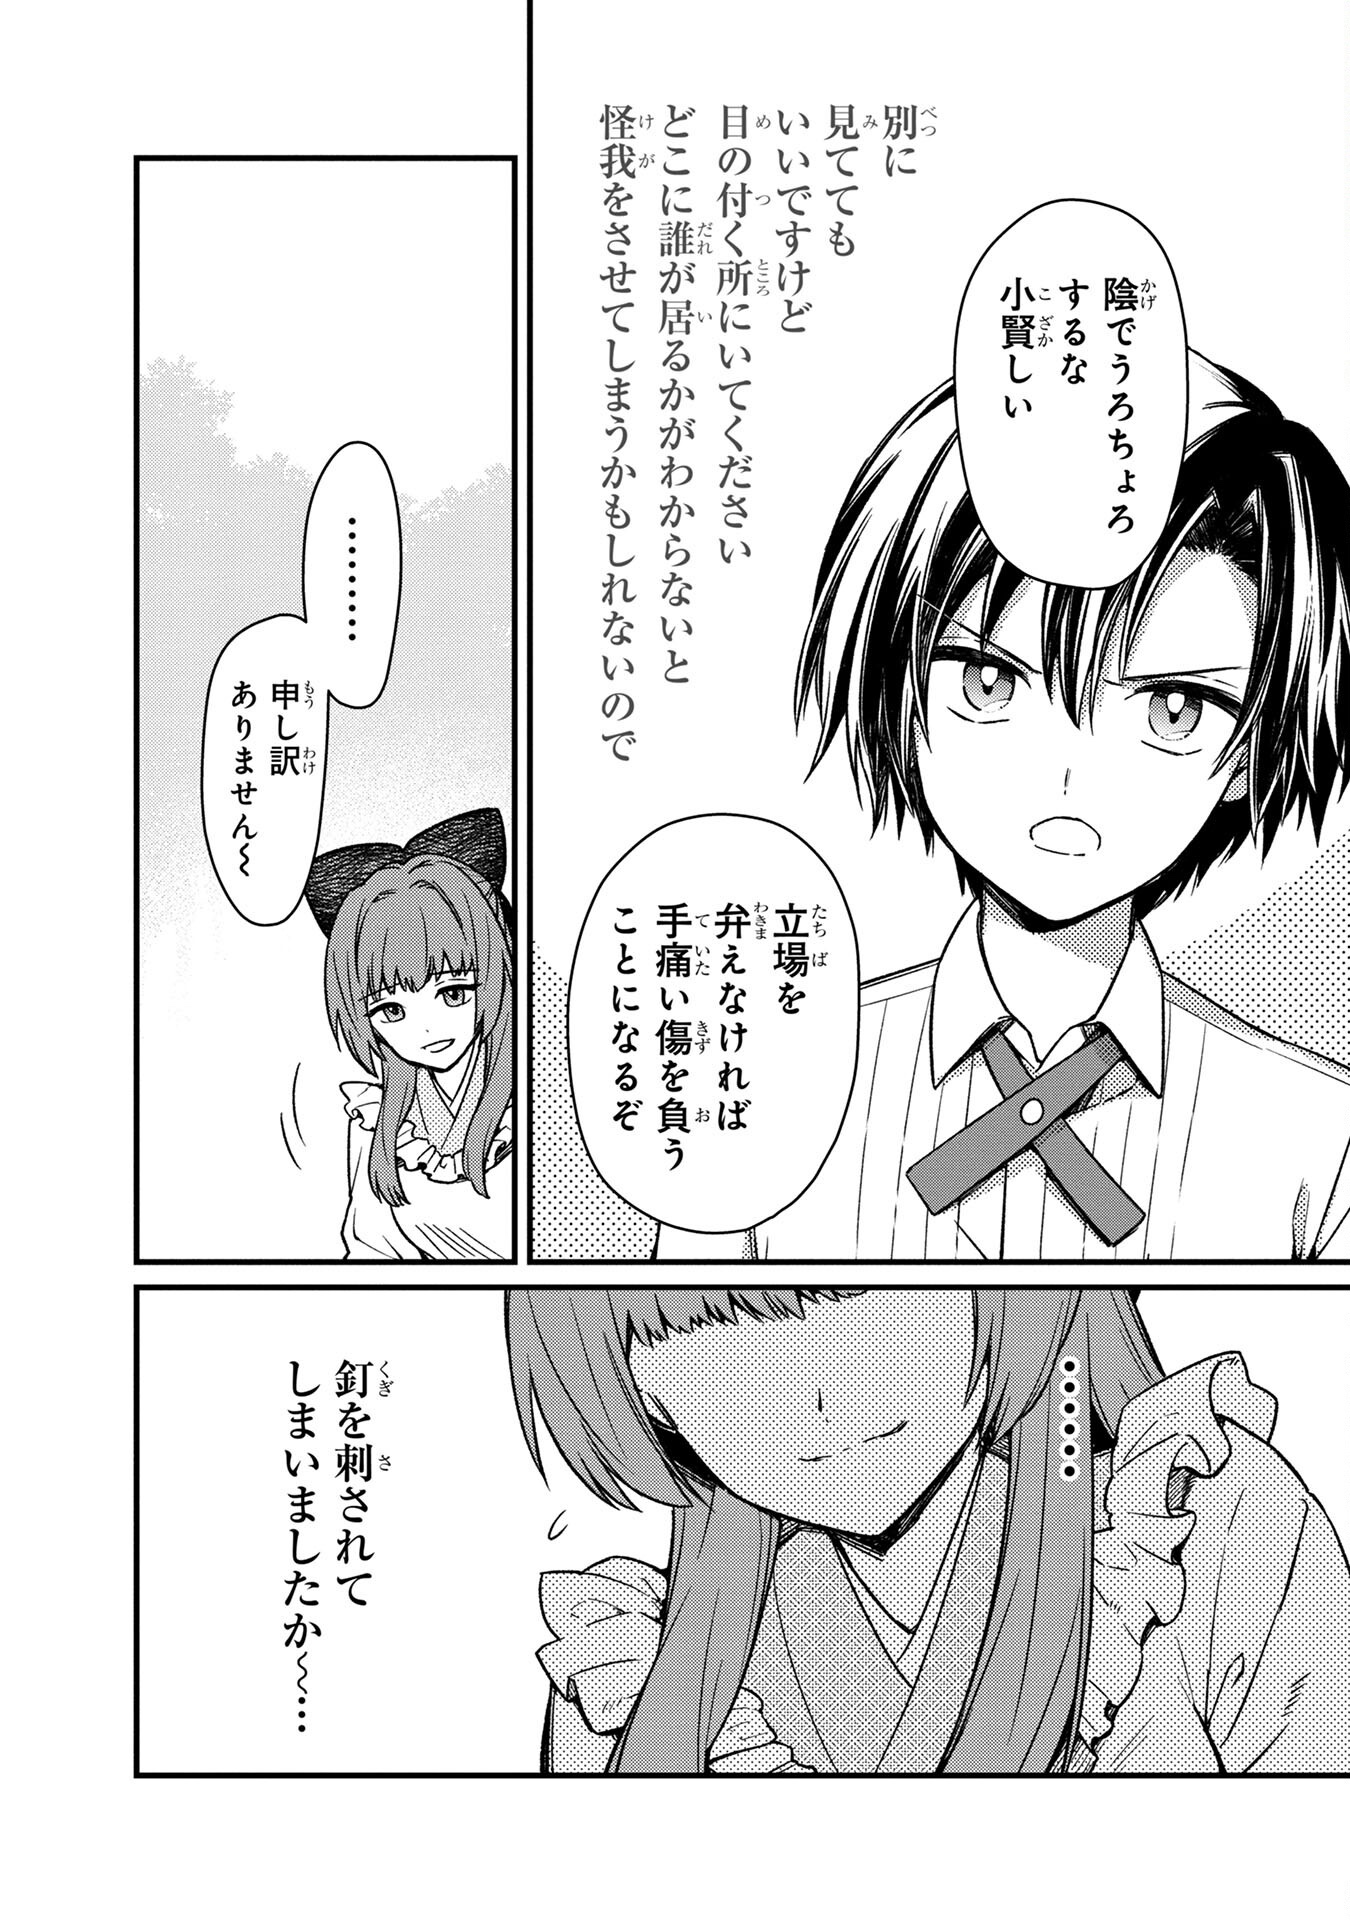 陰でうろちょろ
するな
小賢しい
別に
見てても
いいですけど
目の付く所にいてください
どこに誰が居るかがわからないと
怪我をさせてしまうかもしれないので
立場を
弁えなければ
手痛い傷を負う
ことになるぞ
………
申し訳
ありません〜
……
釘を刺されて
しまいましたか〜…